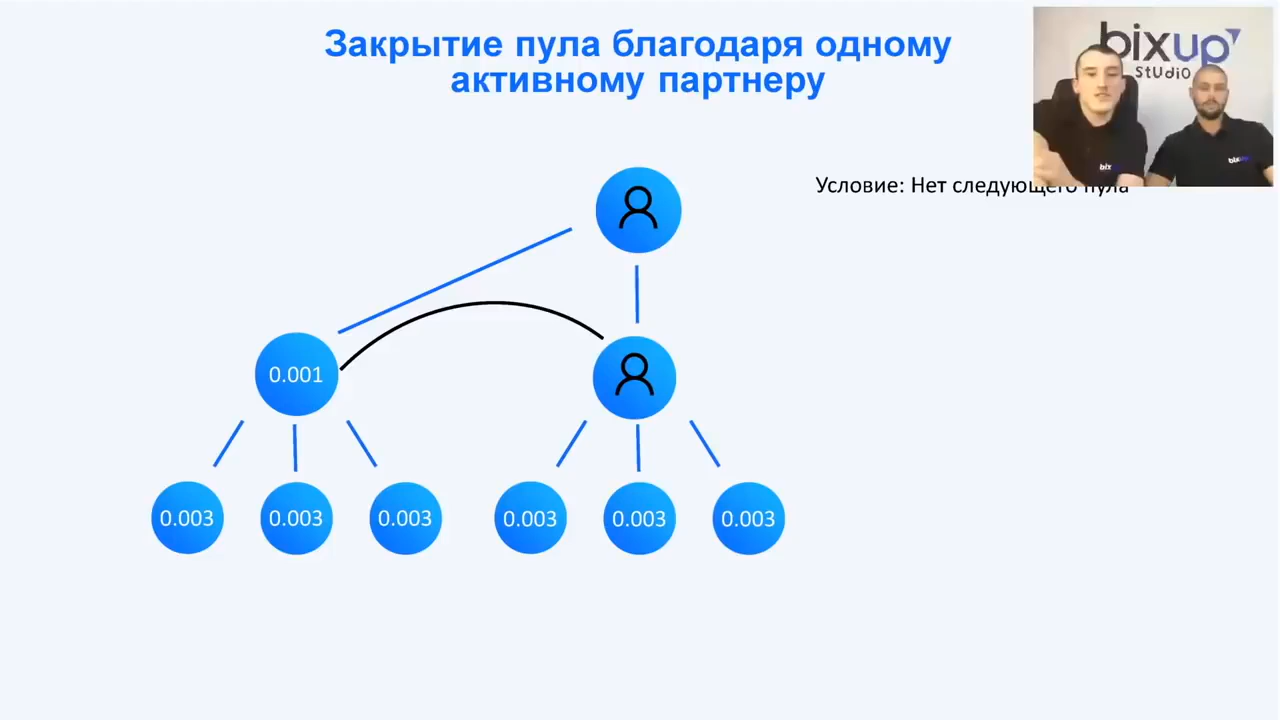 Закрытие пула благодаря одному
активному партнеру
bixup
StUdiO
bix
Условие: Нет следующего пула
0.001
0.003 0.003 0.003 0.003 0.003 0.003